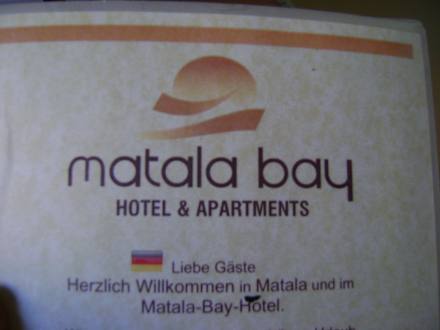 matala bay
HOTEL & APARTMENTS
Liebe Gäste
Herzlich Willkommen in Matala und im
Matala-Bay-Hotel.